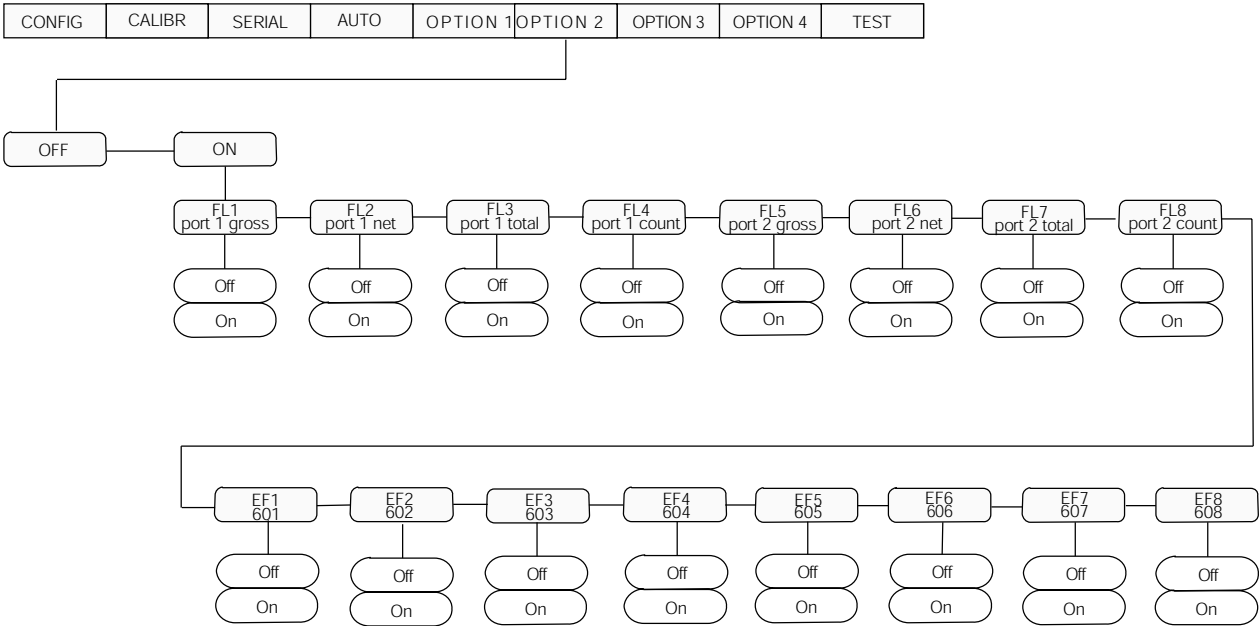 CONFIG CALIBR SERIAL AUTO OPTION 1 OPTION 2 OPTION 3 OPTION 4 TEST
OFF ON
FL1 FL2 FL3 FL4 FL5 FL6 FL7 FL8
port 1 gross port 1 net port 1 total port 1 count port 2 gross port 2 net port 2 total port 2 count
Off Off Off Off Off Off Off Off
On On On On On On On On
EF1 EF2 EF3 EF4 EF5 EF6 EF7 EF8
601 602 603 604 605 606 607 608
Off Off Off Off Off Off Off Off
On On On On On On On On